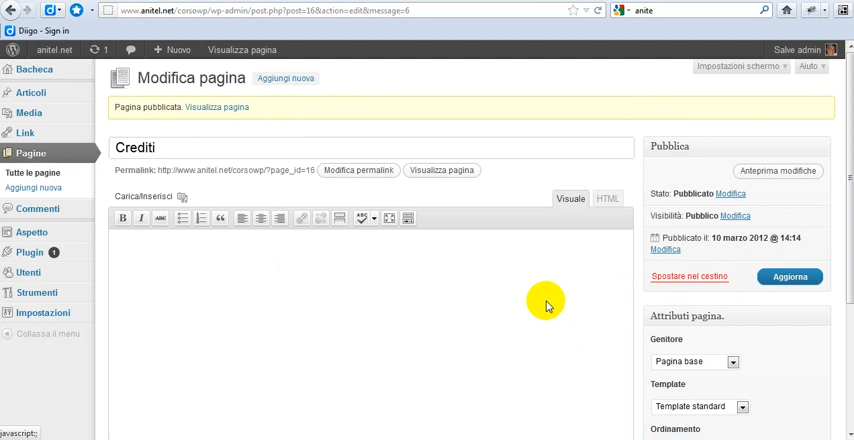 www.anitel.net/corsowp/wp-admin/post.php?post=16&action=edit&message=6
anite
Diigo - Sign in
anitel.net 1 Nuovo Visualizza pagina Salve admin
Bacheca
Articoli
Media
Link
Pagine
Tutte le pagine
Aggiungi nuova
Commenti
Aspetto
Plugin 1
Utenti
Strumenti
Impostazioni
Collassa il menu
javascript:;
Impostazioni schermo Aiuto
Modifica pagina Aggiungi nuova
Pagina pubblicata. Visualizza pagina
Crediti
Permalink: http://www.anitel.net/corsowp/?page_id=16 Modifica permalink Visualizza pagina
Carica/Inserisci
Visuale HTML
B I ABC ABC
Pubblica
Anteprima modifiche
Stato: Pubblicato Modifica
Visibilità: Pubblico Modifica
Pubblicato il: 10 marzo 2012 @ 14:14
Modifica
Spostare nel cestino Aggiorna
Attributi pagina.
Genitore
Pagina base
Template
Template standard
Ordinamento